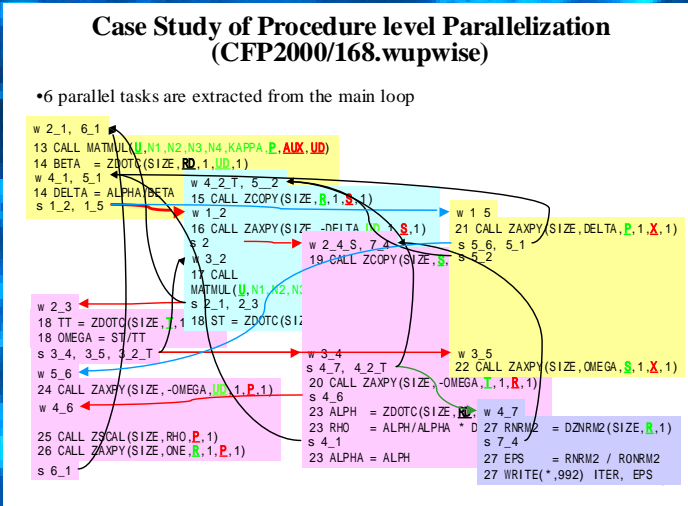 Case Study of Procedure level Parallelization
(CFP2000/168.wupwise)
•6 parallel tasks are extracted from the main loop
w 2_1, 6_1
13 CALL MATMUL(U,N1,N2,N3,N4,KAPPA,P,AUX,UD)
14 BETA = ZDOTC(SIZE,RD,1,UD,1)
w 4_1, 5_1
14 DELTA = ALPHA/BETA
s 1_2, 1_5
w 4_2_T, 5__2
15 CALL ZCOPY(SIZE,R,1,S,1)
w 1_2
16 CALL ZAXPY(SIZE,-DELTA,UD,1,S,1)
s 2
w 3_2
17 CALL
MATMUL(U,N1,N2,N3
s 2_1, 2_3
18 ST = ZDOTC(SIZ
w 1 5
21 CALL ZAXPY(SIZE,DELTA,P,1,X,1)
s 5_6, 5_1
s 5_2
w 3_5
22 CALL ZAXPY(SIZE,OMEGA,S,1,X,1)
w 2_4_S, 7_4
19 CALL ZCOPY(SIZE,S,
w 3_4
s 4_7, 4_2_T
20 CALL ZAXPY(SIZE,-OMEGA,T,1,R,1)
s 4_6
23 ALPH = ZDOTC(SIZE,RD,
23 RHO = ALPH/ALPHA * D
s 4_1
23 ALPHA = ALPH
w 2_3
18 TT = ZDOTC(SIZE,T,1
18 OMEGA = ST/TT
s 3_4, 3_5, 3_2_T
w 5_6
24 CALL ZAXPY(SIZE,-OMEGA,UD,1,P,1)
w 4_6
25 CALL ZSCAL(SIZE,RHO,P,1)
26 CALL ZAXPY(SIZE,ONE,R,1,P,1)
s 6_1
w 4_7
27 RNRM2 = DZNRM2(SIZE,R,1)
s 7_4
27 EPS = RNRM2 / RONRM2
27 WRITE(*,992) ITER, EPS